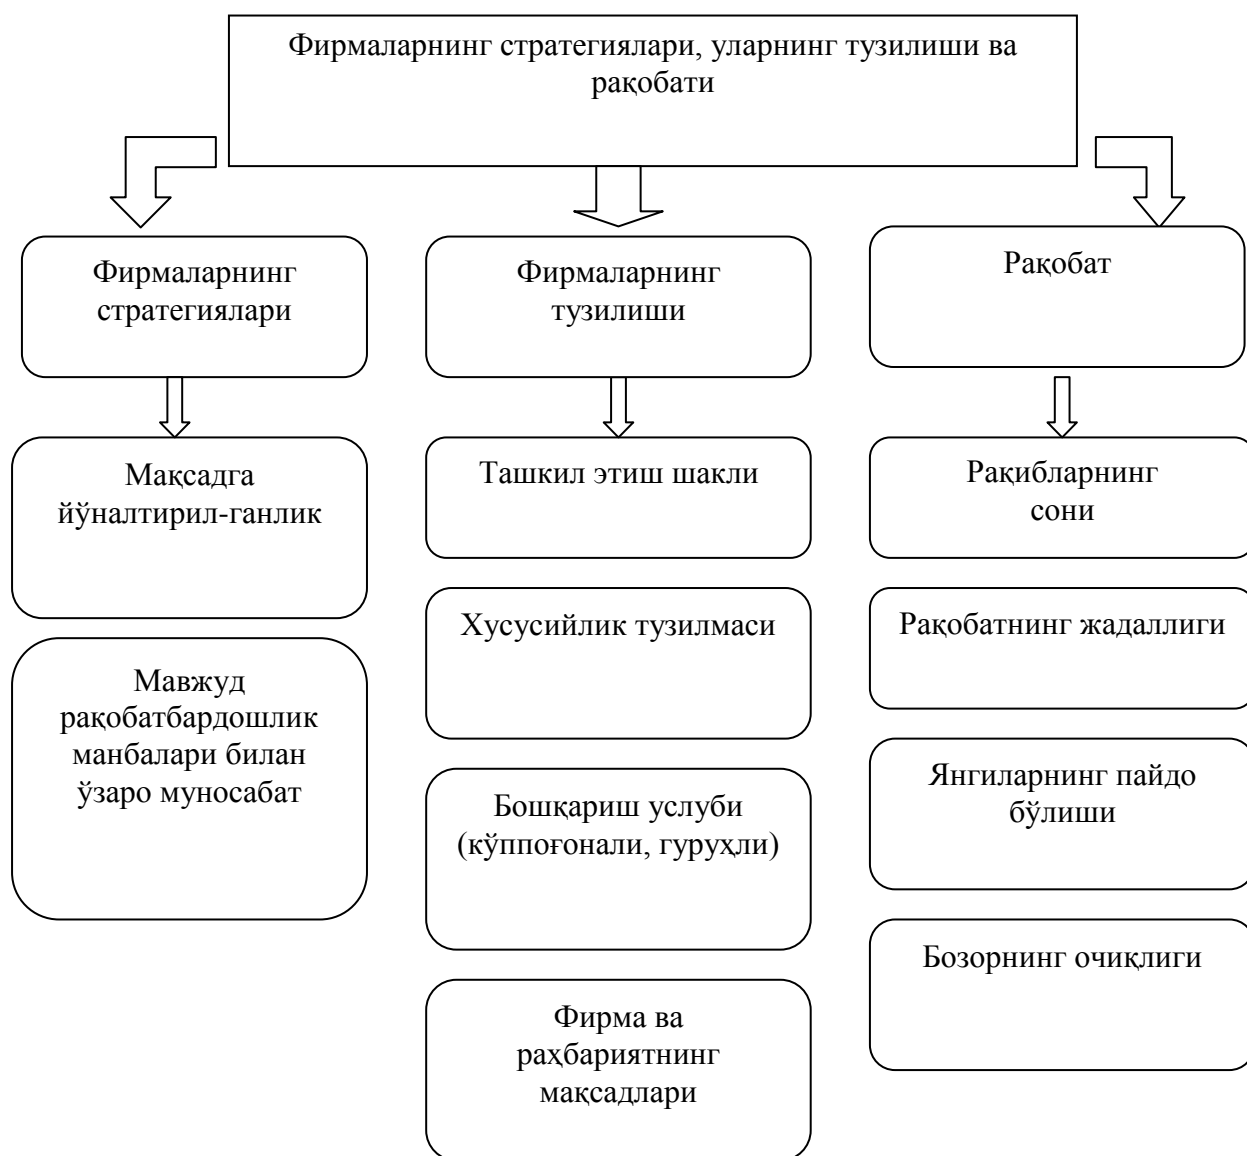 Фирмаларнинг стратегиялари, уларнинг тузилиши ва
рақобати
Фирмаларнинг
стратегиялари
Фирмаларнинг
тузилиши
Рақобат
Мақсадга
йўналтирил-ганлик
Ташкил этиш шакли
Рақибларнинг
сони
Хусусийлик тузилмаси
Рақобатнинг жадаллиги
Мавжуд
рақобатбардошлик
манбалари билан
ўзаро муносабат
Бошқариш услуби
(кўппоғонали, гуруҳли)
Янгиларнинг пайдо
бўлиши
Бозорнинг очиқлиги
Фирма ва
раҳбариятнинг
мақсадлари